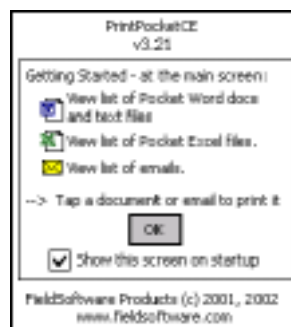 PrintPocketCE
v3.21
Getting Started - at the main screen:
View list of Pocket Word docs
and text files
View list of Pocket Excel files.
View list of emails.
--> Tap a document or email to print it
OK
Show this screen on startup
FieldSoftware Products (c) 2001, 2002
www.fieldsoftware.com